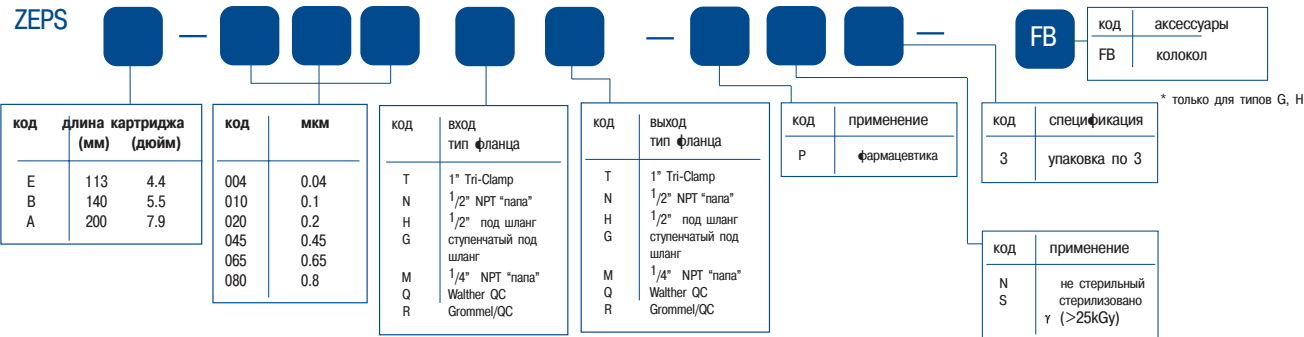 ZEPS
FB
код аксессуары
FB колокол
* только для типов G, H
код длина картриджа
(мм) (дюйм)
E 113 4.4
B 140 5.5
A 200 7.9
код мкм
004 0.04
010 0.1
020 0.2
045 0.45
065 0.65
080 0.8
код вход
тип фланца
T 1” Tri-Clamp
N 1/2” NPT “папа”
H 1/2” под шланг
G ступенчатый под
шланг
M 1/4” NPT “папа”
Q Walther QC
R Grommel/QC
код выход
тип фланца
T 1” Tri-Clamp
N 1/2” NPT “папа”
H 1/2” под шланг
G ступенчатый под
шланг
M 1/4” NPT “папа”
Q Walther QC
R Grommel/QC
код применение
P фармацевтика
код спецификация
3 упаковка по 3
код применение
N не стерильный
S стерилизовано
γ (>25kGy)